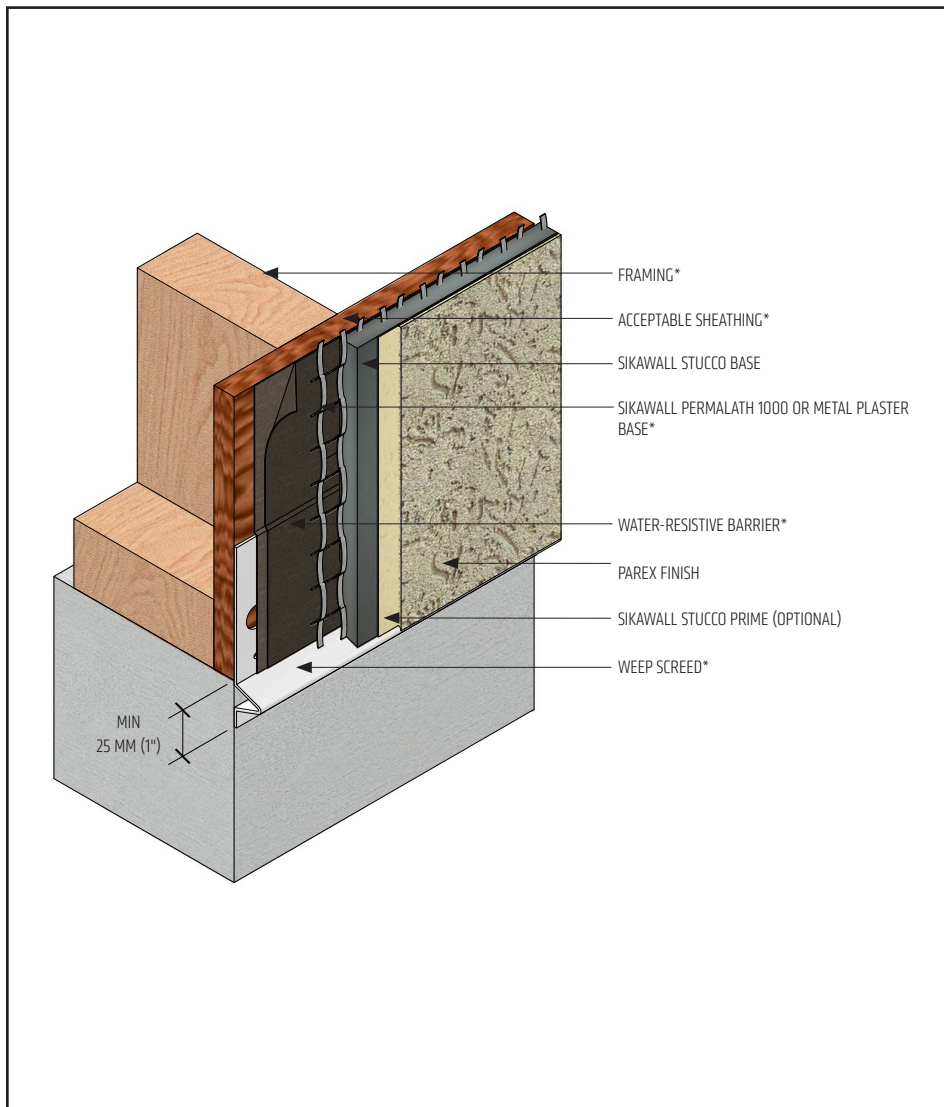 FRAMING*
ACCEPTABLE SHEATHING*
SIKAWALL STUCCO BASE
SIKAWALL PERMALATH 1000 OR METAL PLASTER
BASE*
WATER-RESISTIVE BARRIER*
PAREX FINISH
SIKAWALL STUCCO PRIME (OPTIONAL)
WEEP SCREED*
MIN
25 MM (1")